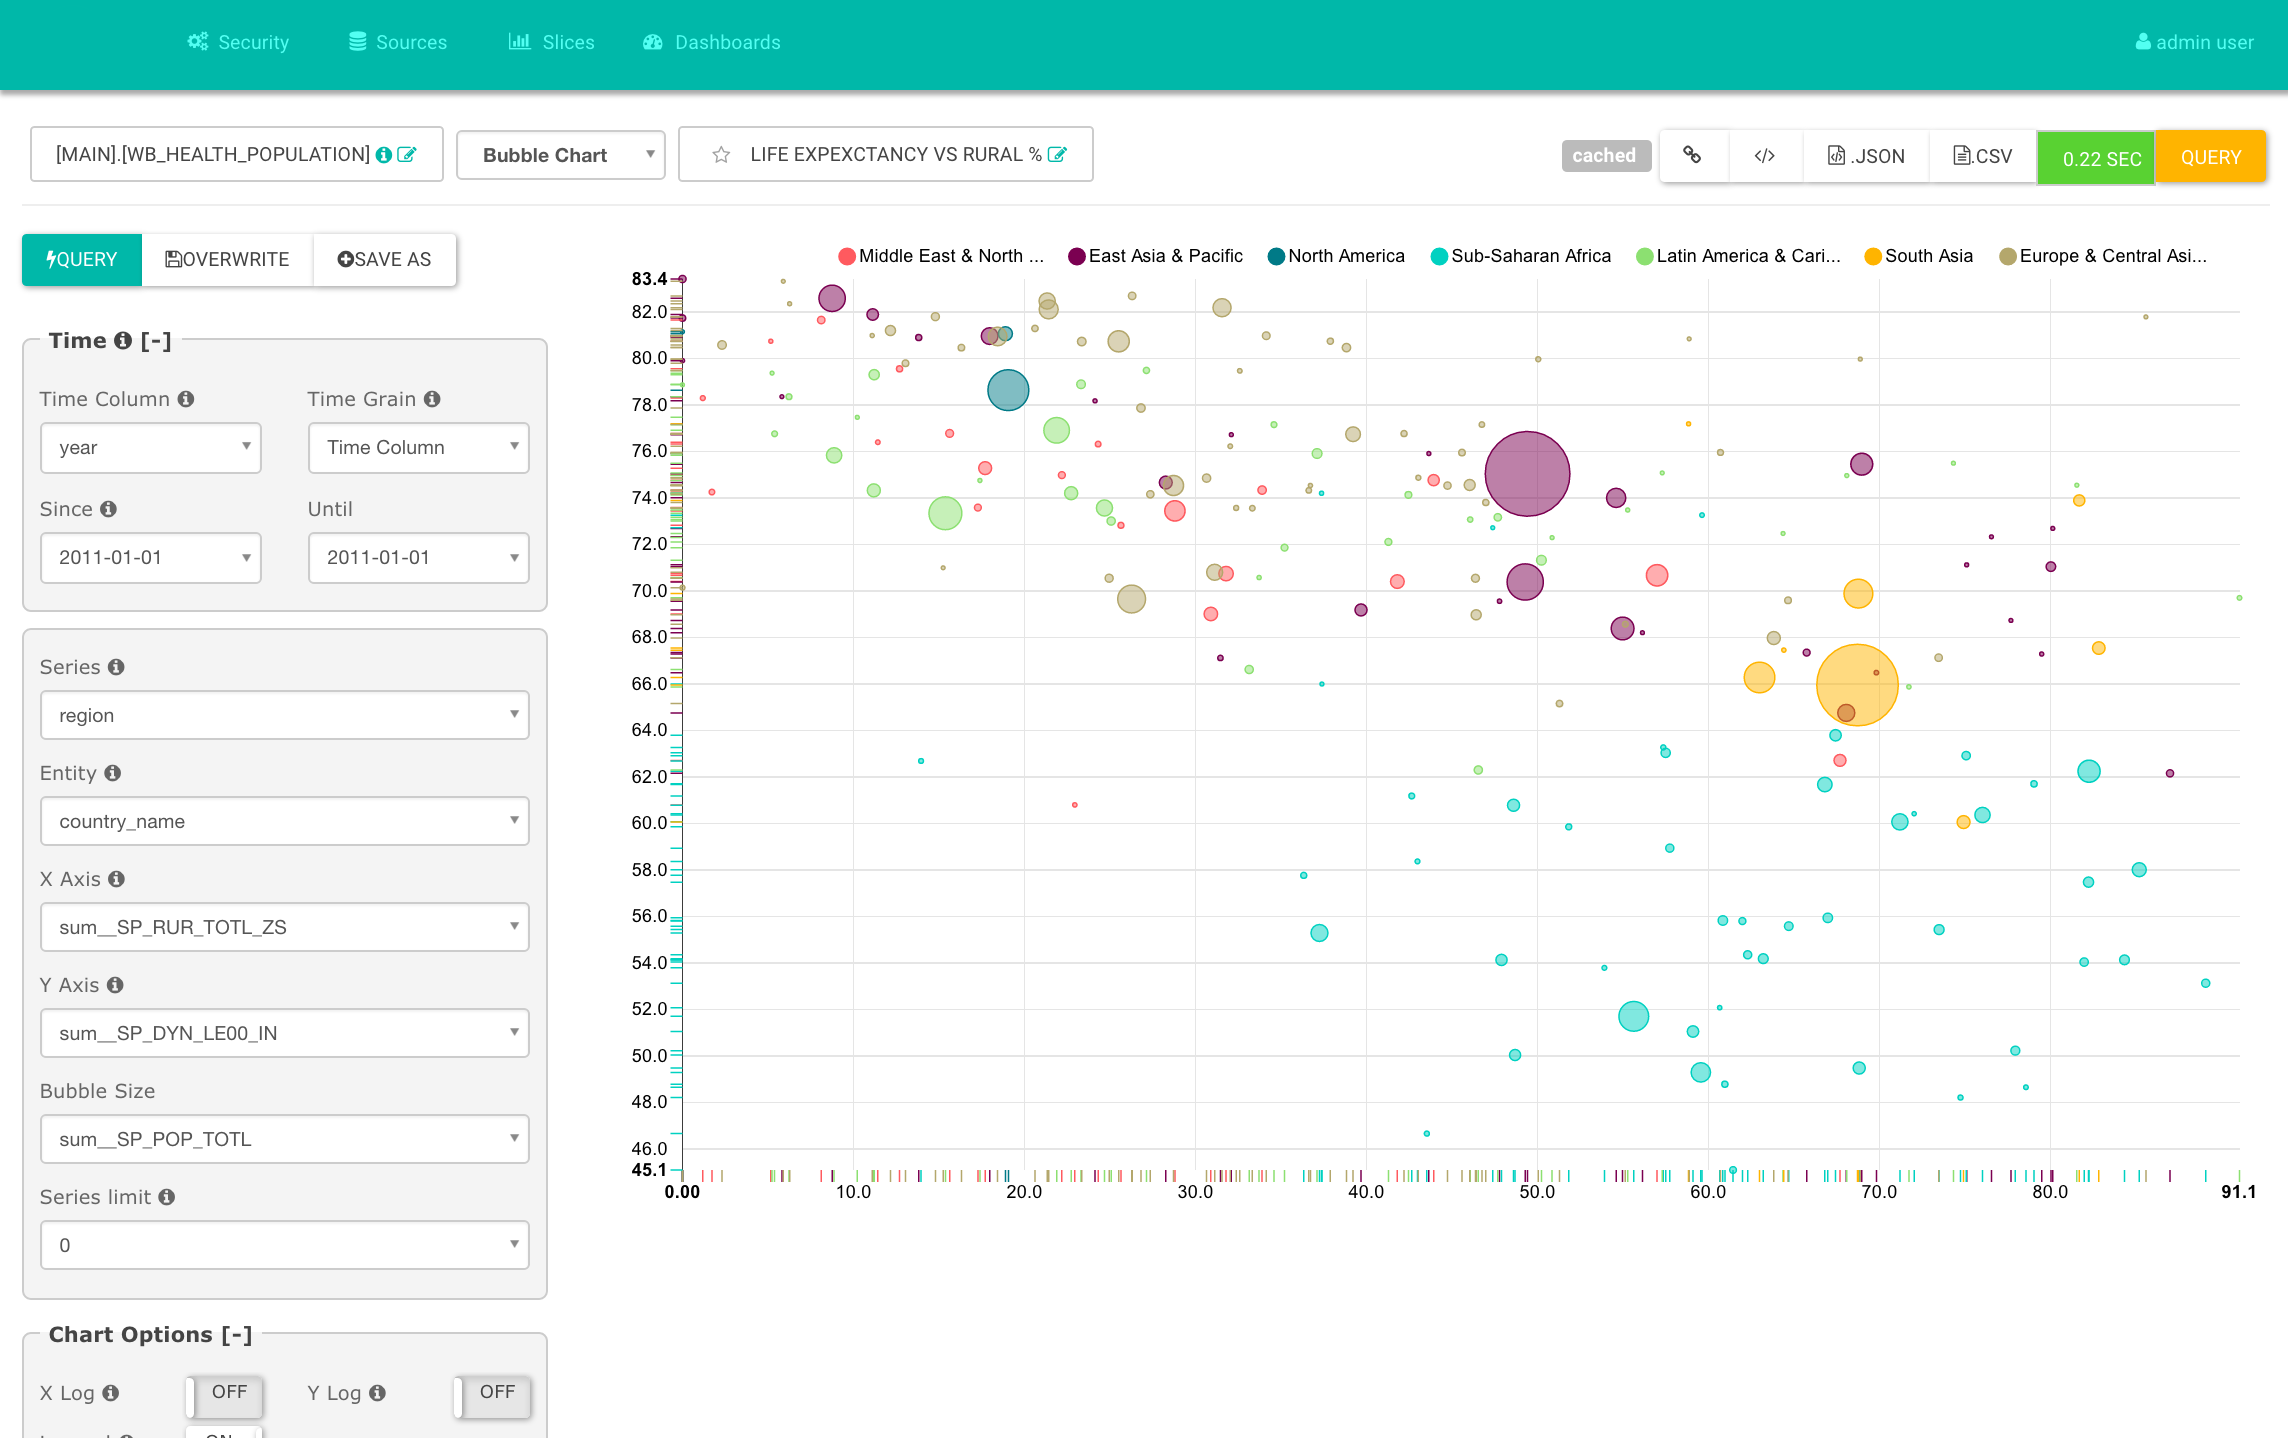 Security Sources Slices Dashboards admin user
[MAIN].[WB_HEALTH_POPULATION] Bubble Chart LIFE EXPEXCTANCY VS RURAL % cached </> .JSON .CSV 0.22 SEC QUERY
QUERY OVERWRITE SAVE AS
Time [-]
Time Column Time Grain
year Time Column
Since Until
2011-01-01 2011-01-01
Series
region
Entity
country_name
X Axis
sum__SP_RUR_TOTL_ZS
Y Axis
sum__SP_DYN_LE00_IN
Bubble Size
sum__SP_POP_TOTL
Series limit
0
Chart Options [-]
X Log OFF Y Log OFF
Middle East & North ... East Asia & Pacific North America Sub-Saharan Africa Latin America & Cari... South Asia Europe & Central Asi...
83.4
82.0
80.0
78.0
76.0
74.0
72.0
70.0
68.0
66.0
64.0
62.0
60.0
58.0
56.0
54.0
52.0
50.0
48.0
46.0
45.1
0.00 10.0 20.0 30.0 40.0 50.0 60.0 70.0 80.0 91.1